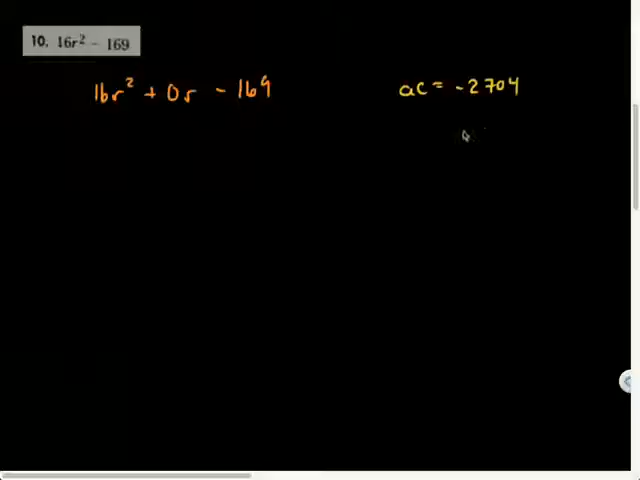 10. 16r² - 169
16r² + 0r - 169
ac = -2704